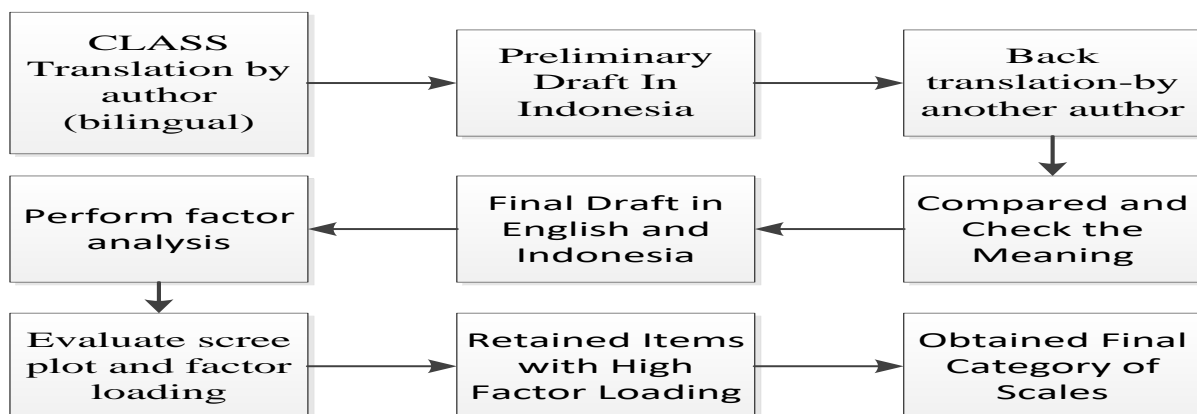 CLASS
Translation by
author
(bilingual)
Preliminary
Draft In
Indonesia
Back
translation-by
another author
Compared and
Check the
Meaning
Final Draft in
English and
Indonesia
Perform factor
analysis
Evaluate scree
plot and factor
loading
Retained Items
with High
Factor Loading
Obtained Final
Category of
Scales